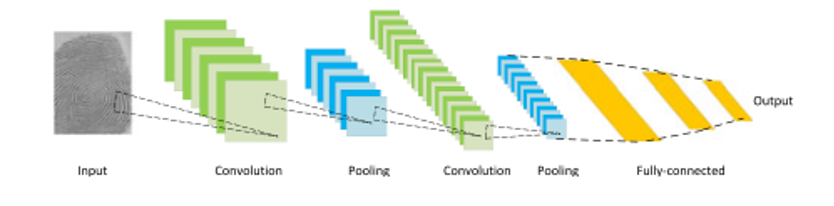 Output
Input
Convolution
Pooling
Convolution
Pooling
Fully-connected